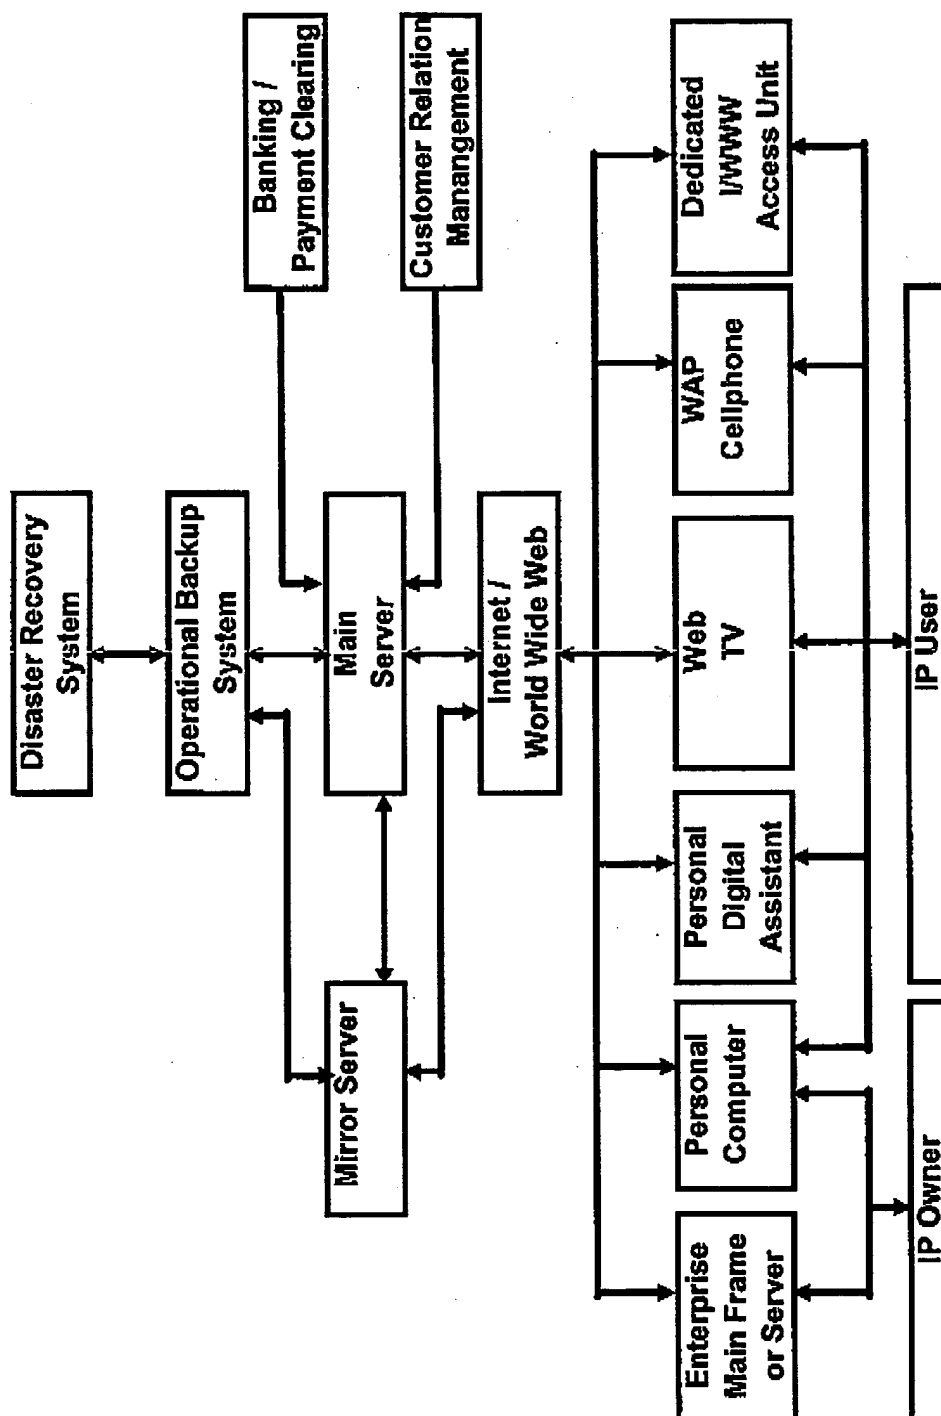 Disaster Recovery
System
Operational Backup
System
Banking /
Payment Clearing
Mirror Server
Main
Server
Customer Relation
Manangement
Internet /
World Wide Web
Enterprise
Main Frame
or Server
Personal
Computer
Personal
Digital
Assistant
Web
TV
WAP
Cellphone
Dedicated
I/WWW
Access Unit
IP Owner
IP User